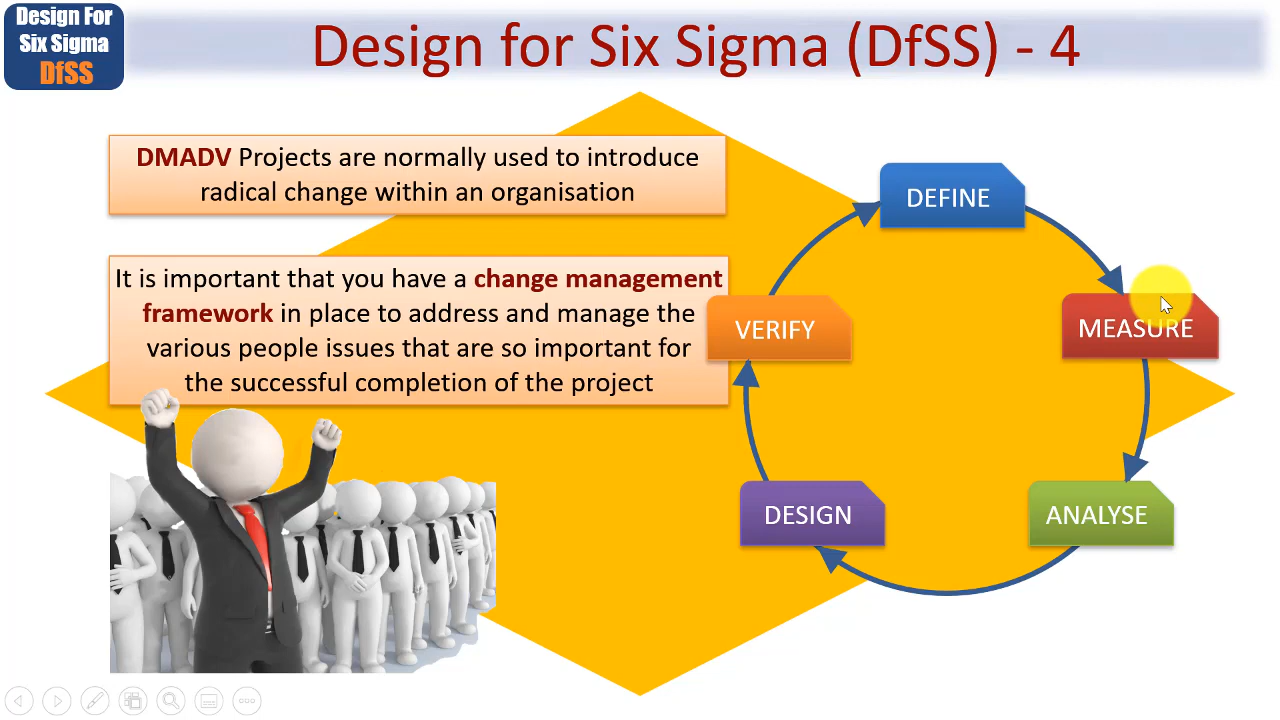 Design For
Six Sigma
DfSS
Design for Six Sigma (DfSS) - 4
DMADV Projects are normally used to introduce
radical change within an organisation
It is important that you have a change management
framework in place to address and manage the
various people issues that are so important for
the successful completion of the project
DEFINE
MEASURE
ANALYSE
DESIGN
VERIFY